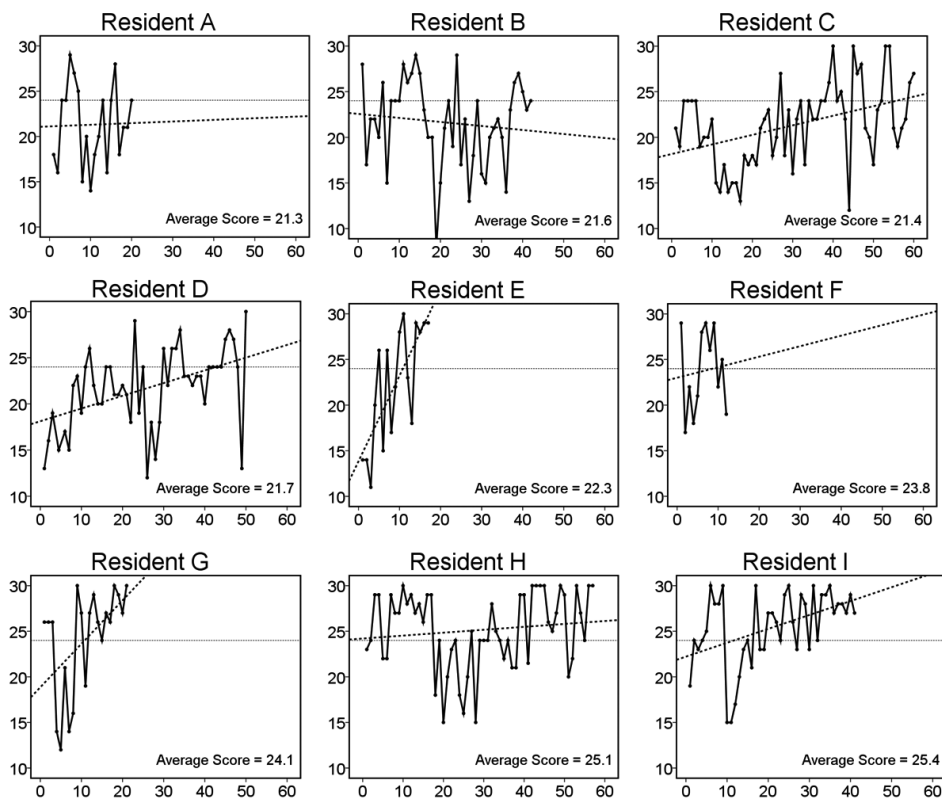 Resident A
Resident B
Resident C
30
25
20
15
10
Average Score = 21.3
0 10 20 30 40 50 60
30
25
20
15
10
Average Score = 21.6
0 10 20 30 40 50 60
30
25
20
15
10
Average Score = 21.4
0 10 20 30 40 50 60
Resident D
Resident E
Resident F
30
25
20
15
10
Average Score = 21.7
0 10 20 30 40 50 60
30
25
20
15
10
Average Score = 22.3
0 10 20 30 40 50 60
30
25
20
15
10
Average Score = 23.8
0 10 20 30 40 50 60
Resident G
Resident H
Resident I
30
25
20
15
10
Average Score = 24.1
0 10 20 30 40 50 60
30
25
20
15
10
Average Score = 25.1
0 10 20 30 40 50 60
30
25
20
15
10
Average Score = 25.4
0 10 20 30 40 50 60